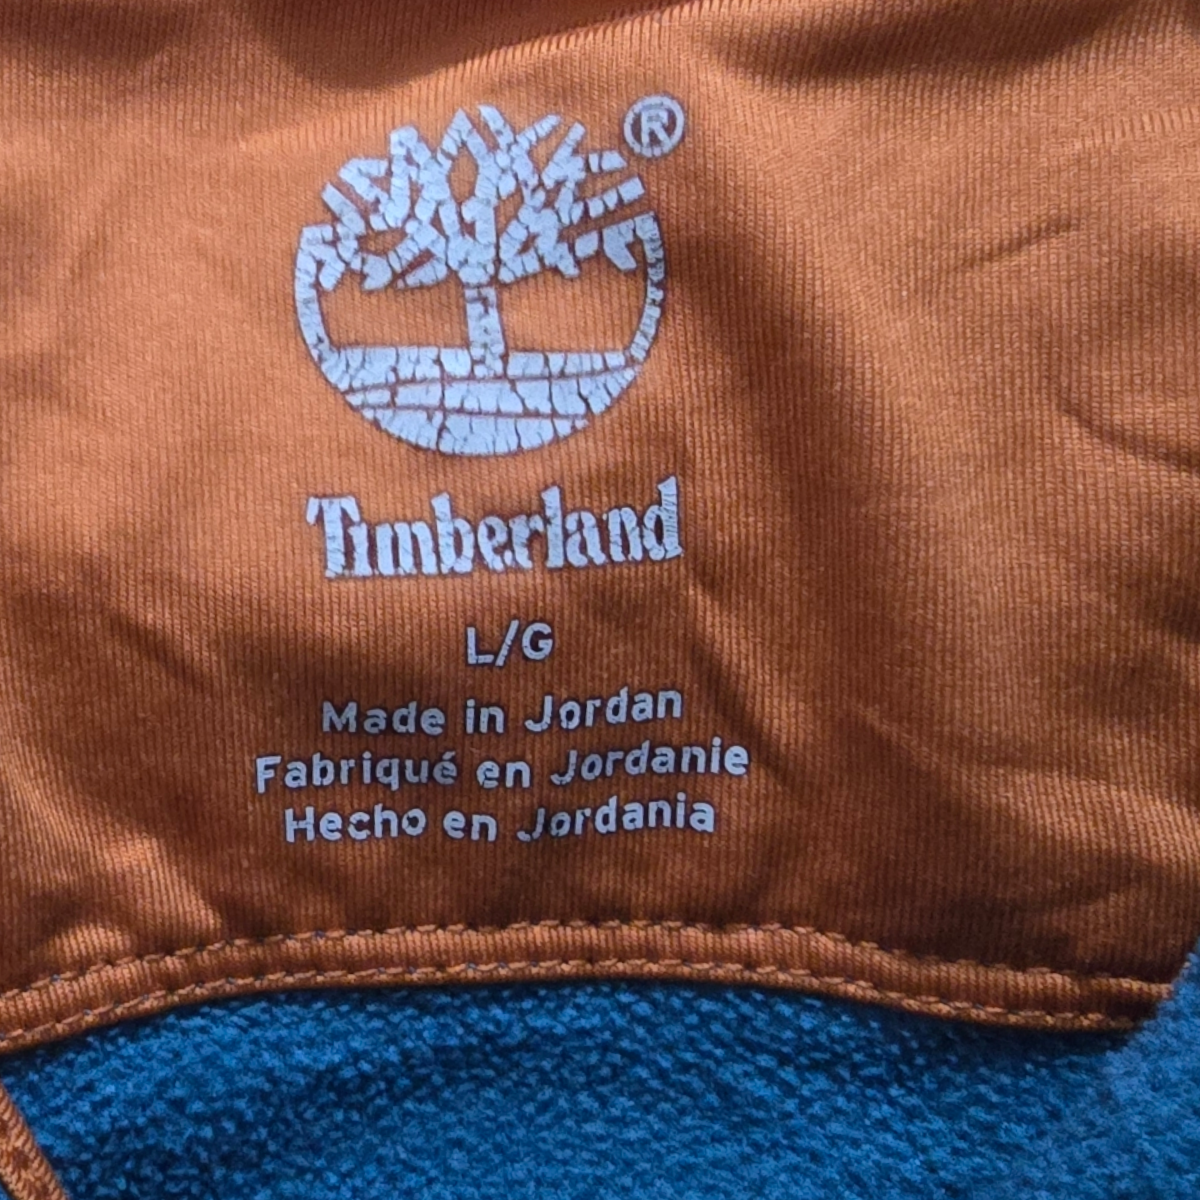 ®
Timberland
L/G
Made in Jordan
Fabriqué en Jordanie
Hecho en Jordania